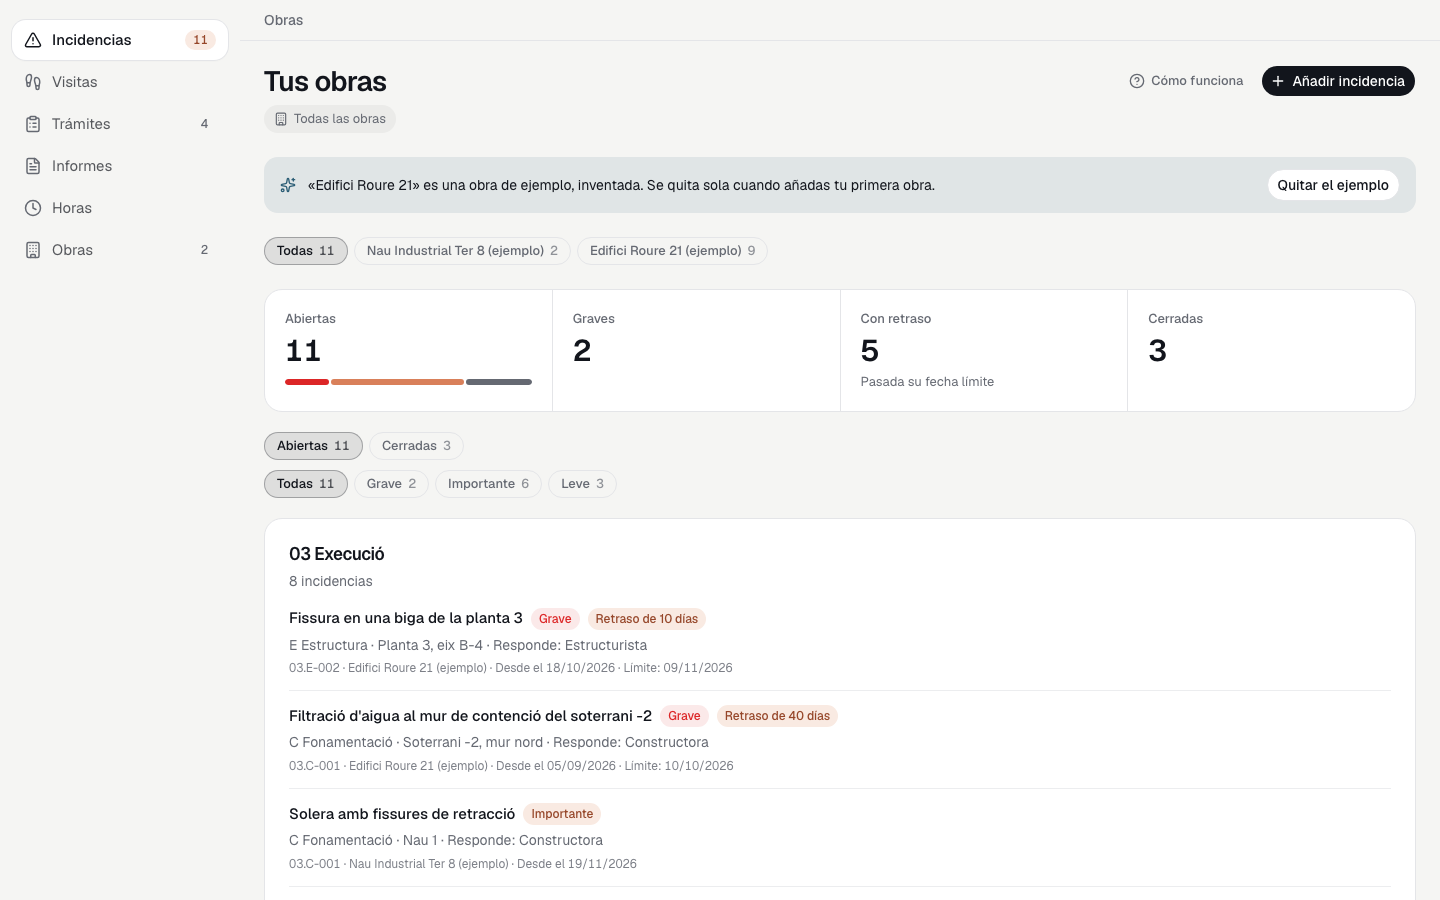 Incidencias 11
Visitas
Trámites 4
Informes
Horas
Obras 2
Obras
Tus obras
Cómo funciona
Añadir incidencia
Todas las obras
«Edifici Roure 21» es una obra de ejemplo, inventada. Se quita sola cuando añadas tu primera obra.
Quitar el ejemplo
Todas 11
Nau Industrial Ter 8 (ejemplo) 2
Edifici Roure 21 (ejemplo) 9
Abiertas
11
Graves
2
Con retraso
5
Pasada su fecha límite
Cerradas
3
Abiertas 11
Cerradas 3
Todas 11
Grave 2
Importante 6
Leve 3
03 Execució
8 incidencias
Fissura en una biga de la planta 3 Grave Retraso de 10 días
E Estructura · Planta 3, eix B-4 · Responde: Estructurista
03.E-002 · Edifici Roure 21 (ejemplo) · Desde el 18/10/2026 · Límite: 09/11/2026
Filtració d'aigua al mur de contenció del soterrani -2 Grave Retraso de 40 días
C Fonamentació · Soterrani -2, mur nord · Responde: Constructora
03.C-001 · Edifici Roure 21 (ejemplo) · Desde el 05/09/2026 · Límite: 10/10/2026
Solera amb fissures de retracció Importante
C Fonamentació · Nau 1 · Responde: Constructora
03.C-001 · Nau Industrial Ter 8 (ejemplo) · Desde el 19/11/2026